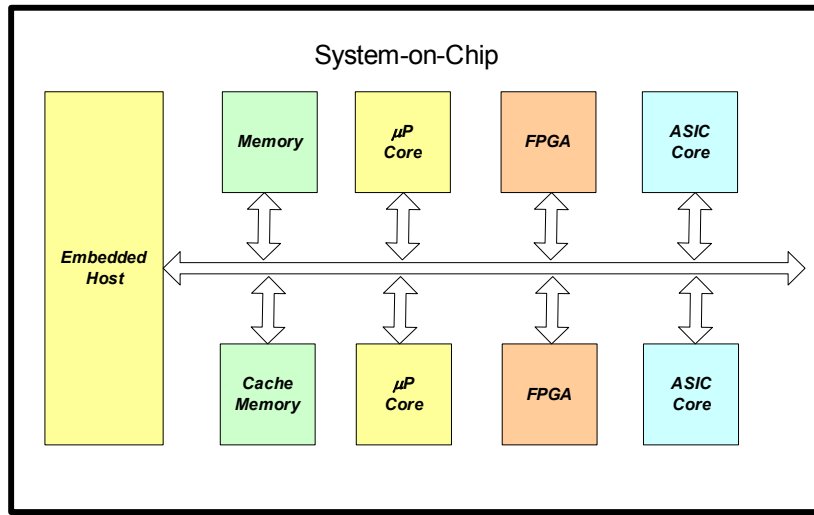 System-on-Chip
Memory
μP
Core
FPGA
ASIC
Core
Embedded
Host
Cache
Memory
μP
Core
FPGA
ASIC
Core